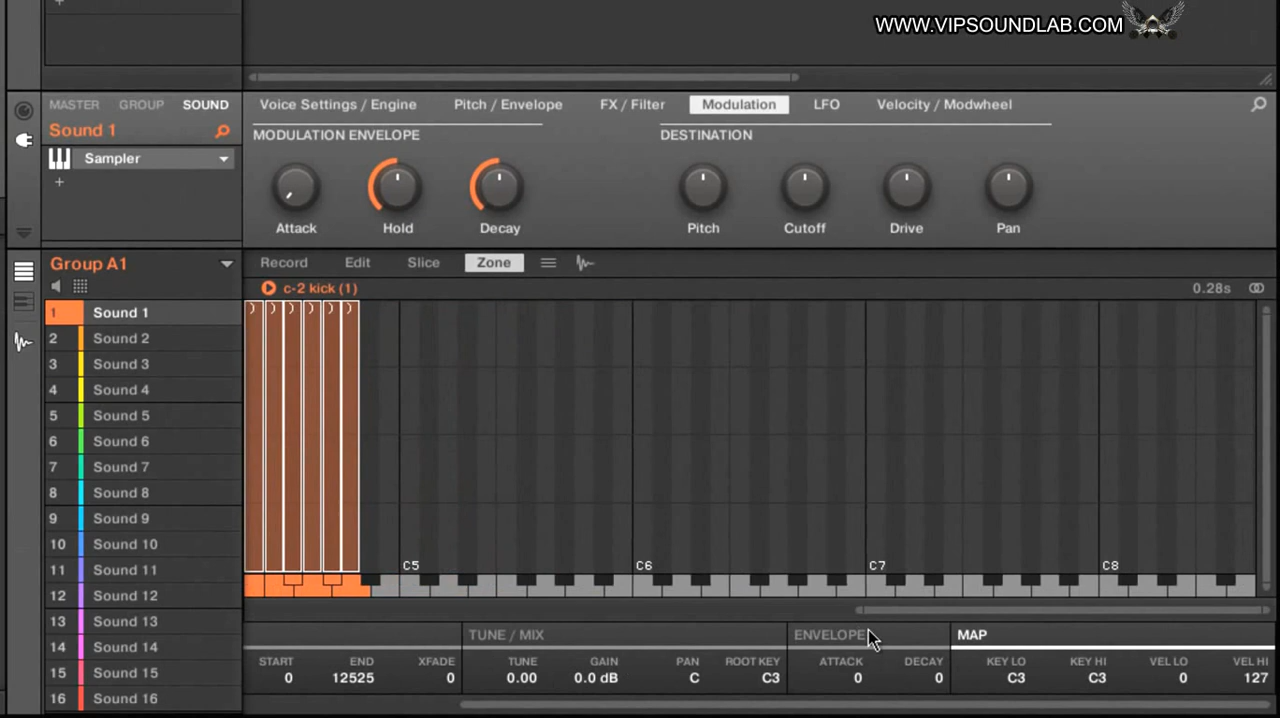 WWW.VIPSOUNDLAB.COM
MASTER GROUP SOUND
Voice Settings / Engine Pitch / Envelope FX / Filter Modulation LFO Velocity / Modwheel
Sound 1
MODULATION ENVELOPE DESTINATION
Sampler
+
Attack Hold Decay Pitch Cutoff Drive Pan
Group A1
Record Edit Slice Zone
c-2 kick (1) 0.28s
1 Sound 1
2 Sound 2
3 Sound 3
4 Sound 4
5 Sound 5
6 Sound 6
7 Sound 7
8 Sound 8
9 Sound 9
10 Sound 10
11 Sound 11
12 Sound 12
13 Sound 13
14 Sound 14
15 Sound 15
16 Sound 16
C5 C6 C7 C8
TUNE / MIX ENVELOPE MAP
START END XFADE TUNE GAIN PAN ROOT KEY ATTACK DECAY KEY LO KEY HI VEL LO VEL HI
0 12525 0 0.00 0.0 dB C C3 0 0 C3 C3 0 127